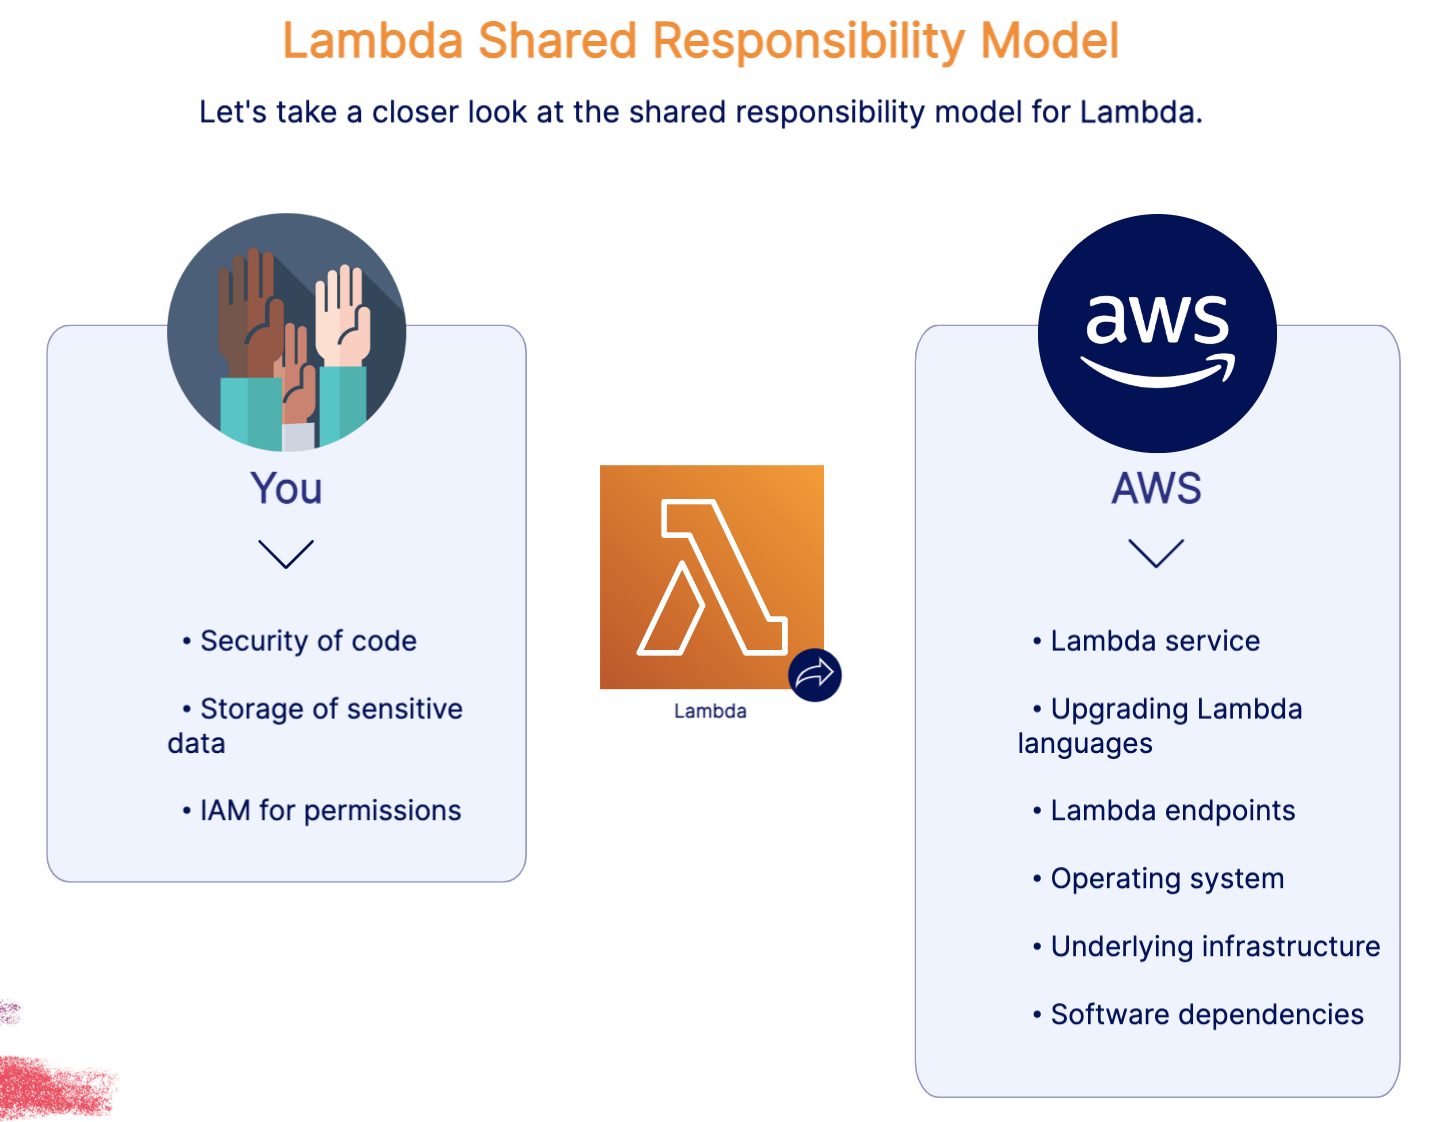 Lambda Shared Responsibility Model
Let's take a closer look at the shared responsibility model for Lambda.
You
• Security of code
• Storage of sensitive
data
• IAM for permissions
Lambda
aws
AWS
• Lambda service
• Upgrading Lambda
languages
• Lambda endpoints
• Operating system
• Underlying infrastructure
• Software dependencies